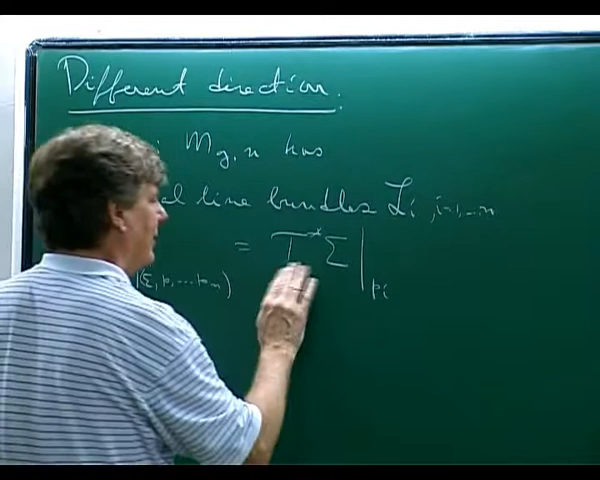 Different direction.
: M_{g,n} has
line bundles L_i, i=1,...n
= T^*Σ|_{p_i}
(Σ, p_1 ... p_n)